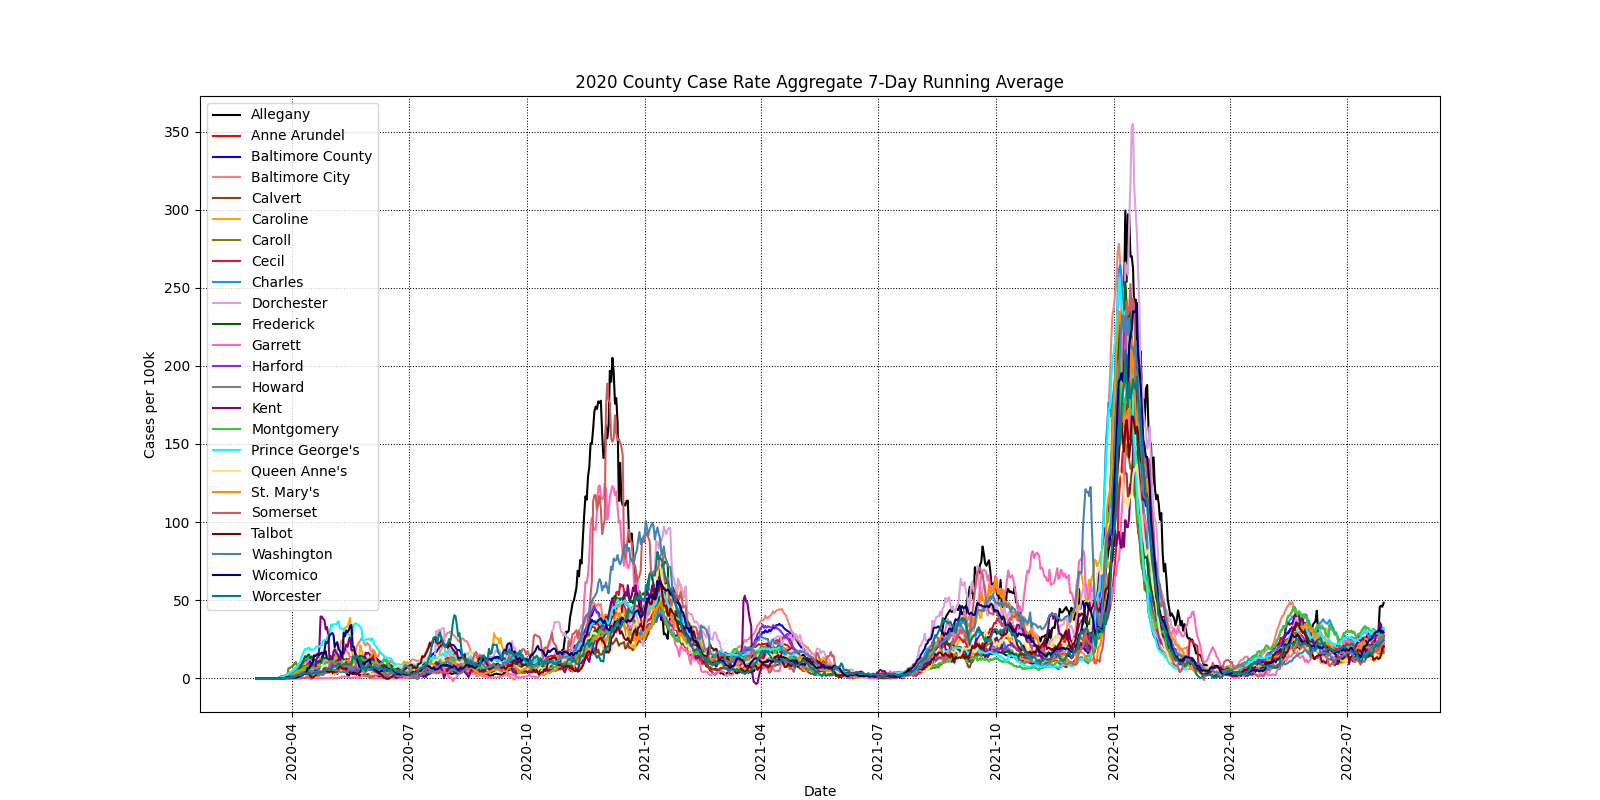 2020 County Case Rate Aggregate 7-Day Running Average
Allegany
Anne Arundel
Baltimore County
Baltimore City
Calvert
Caroline
Caroll
Cecil
Charles
Dorchester
Frederick
Garrett
Harford
Howard
Kent
Montgomery
Prince George's
Queen Anne's
St. Mary's
Somerset
Talbot
Washington
Wicomico
Worcester
Cases per 100k
350
300
250
200
150
100
50
0
2020-04
2020-07
2020-10
2021-01
2021-04
2021-07
2021-10
2022-01
2022-04
2022-07
Date